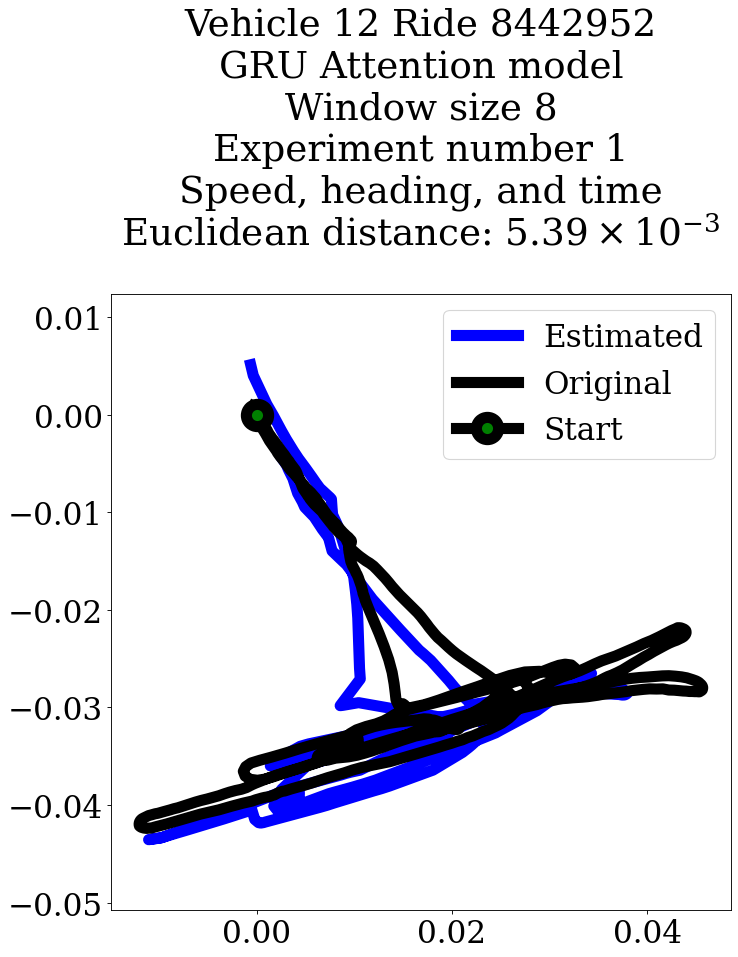 Vehicle 12 Ride 8442952
GRU Attention model
Window size 8
Experiment number 1
Speed, heading, and time
Euclidean distance: 5.39 × 10⁻³
Estimated
Original
Start
0.01
0.00
−0.01
−0.02
−0.03
−0.04
−0.05
0.00 0.02 0.04